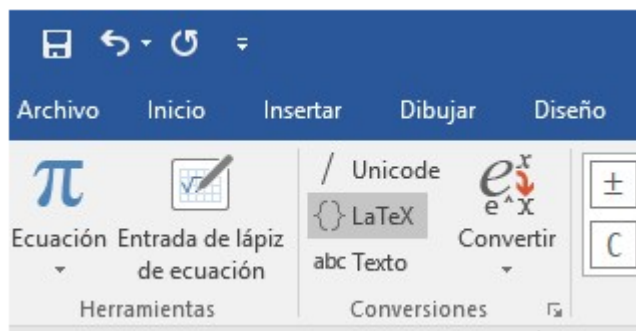 Archivo Inicio Insertar Dibujar Diseño
π
Ecuación
Entrada de lápiz
de ecuación
Herramientas
/ Unicode
{} LaTeX
abc Texto
e^x
e^x
Convertir
Conversiones
±
C